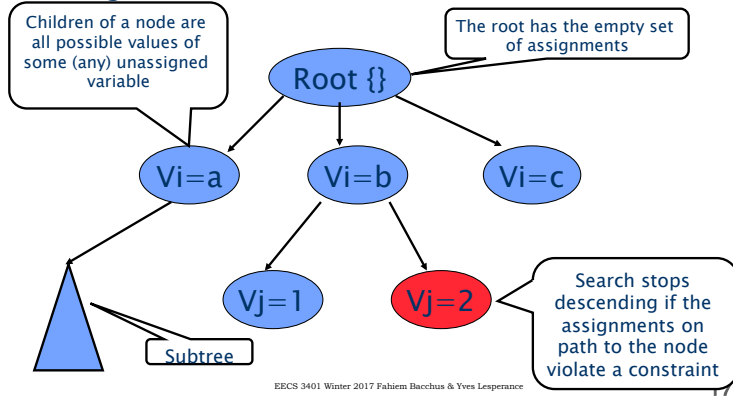 Children of a node are
all possible values of
some (any) unassigned
variable
The root has the empty set
of assignments
Root {}
Vi=a
Vi=b
Vi=c
Vj=1
Vj=2
Subtree
Search stops
descending if the
assignments on
path to the node
violate a constraint
EECS 3401 Winter 2017 Fahiem Bacchus & Yves Lesperance